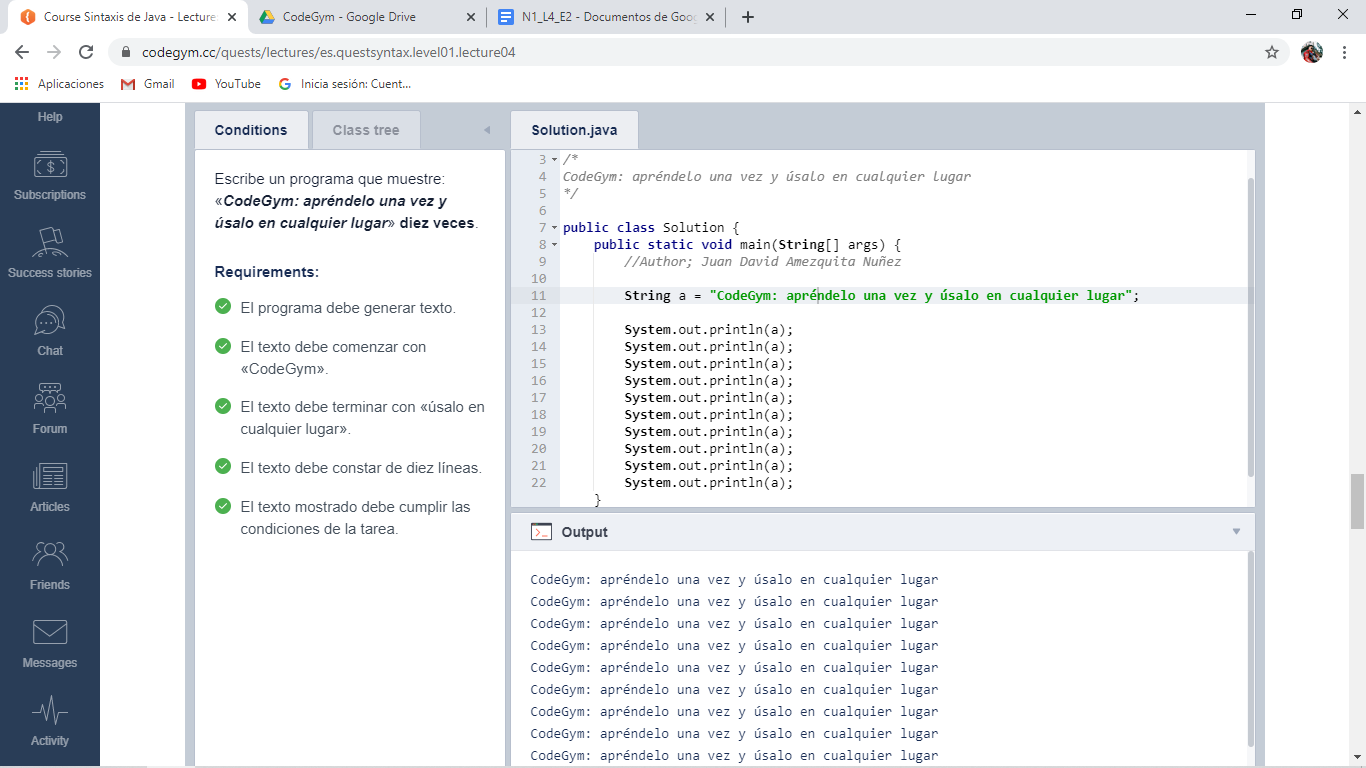 Course Sintaxis de Java - Lecture:
CodeGym - Google Drive
N1_L4_E2 - Documentos de Goog
codegym.cc/quests/lectures/es.questsyntax.level01.lecture04
Aplicaciones
Gmail
YouTube
Inicia sesión: Cuent...
Help
Subscriptions
Success stories
Chat
Forum
Articles
Friends
Messages
Activity
Conditions
Class tree
Escribe un programa que muestre:
«CodeGym: apréndelo una vez y
úsalo en cualquier lugar» diez veces.
Requirements:
El programa debe generar texto.
El texto debe comenzar con
«CodeGym».
El texto debe terminar con «úsalo en
cualquier lugar».
El texto debe constar de diez líneas.
El texto mostrado debe cumplir las
condiciones de la tarea.
Solution.java
3 /*
4 CodeGym: apréndelo una vez y úsalo en cualquier lugar
5 */
6
7 public class Solution {
8 public static void main(String[] args) {
9 //Author; Juan David Amezquita Nuñez
10
11 String a = "CodeGym: apréndelo una vez y úsalo en cualquier lugar";
12
13 System.out.println(a);
14 System.out.println(a);
15 System.out.println(a);
16 System.out.println(a);
17 System.out.println(a);
18 System.out.println(a);
19 System.out.println(a);
20 System.out.println(a);
21 System.out.println(a);
22 System.out.println(a);
}
Output
CodeGym: apréndelo una vez y úsalo en cualquier lugar
CodeGym: apréndelo una vez y úsalo en cualquier lugar
CodeGym: apréndelo una vez y úsalo en cualquier lugar
CodeGym: apréndelo una vez y úsalo en cualquier lugar
CodeGym: apréndelo una vez y úsalo en cualquier lugar
CodeGym: apréndelo una vez y úsalo en cualquier lugar
CodeGym: apréndelo una vez y úsalo en cualquier lugar
CodeGym: apréndelo una vez y úsalo en cualquier lugar
CodeGym: apréndelo una vez y úsalo en cualquier lugar